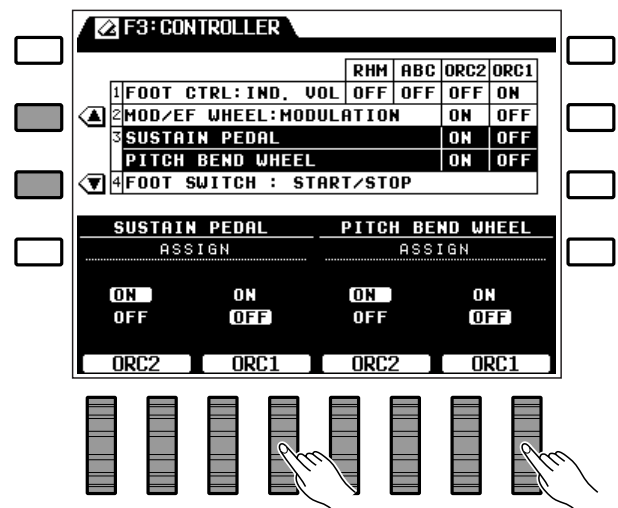 F3:CONTROLLER
RHM ABC ORC2 ORC1
1 FOOT CTRL:IND. VOL OFF OFF OFF ON
2 MOD/EF WHEEL:MODULATION ON OFF
3 SUSTAIN PEDAL ON OFF
PITCH BEND WHEEL ON OFF
4 FOOT SWITCH : START/STOP
SUSTAIN PEDAL PITCH BEND WHEEL
ASSIGN ASSIGN
ON ON ON ON
OFF OFF OFF OFF
ORC2 ORC1 ORC2 ORC1